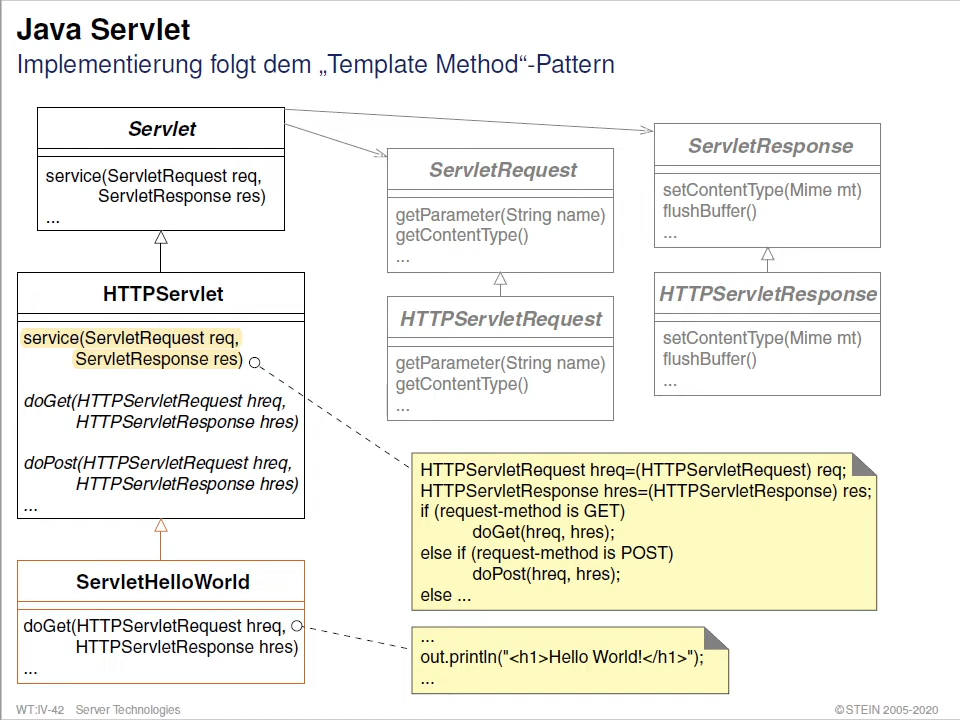 Java Servlet
Implementierung folgt dem „Template Method“-Pattern
Servlet
service(ServletRequest req,
ServletResponse res)
...
ServletRequest
getParameter(String name)
getContentType()
...
ServletResponse
setContentType(Mime mt)
flushBuffer()
...
HTTPServlet
service(ServletRequest req,
ServletResponse res)
doGet(HTTPServletRequest hreq,
HTTPServletResponse hres)
doPost(HTTPServletRequest hreq,
HTTPServletResponse hres)
...
HTTPServletRequest
getParameter(String name)
getContentType()
...
HTTPServletResponse
setContentType(Mime mt)
flushBuffer()
...
HTTPServletRequest hreq=(HTTPServletRequest) req;
HTTPServletResponse hres=(HTTPServletResponse) res;
if (request-method is GET)
doGet(hreq, hres);
else if (request-method is POST)
doPost(hreq, hres);
else ...
ServletHelloWorld
doGet(HTTPServletRequest hreq,
HTTPServletResponse hres)
...
...
out.println("<h1>Hello World!</h1>");
...
WT:IV-42 Server Technologies
©STEIN 2005-2020